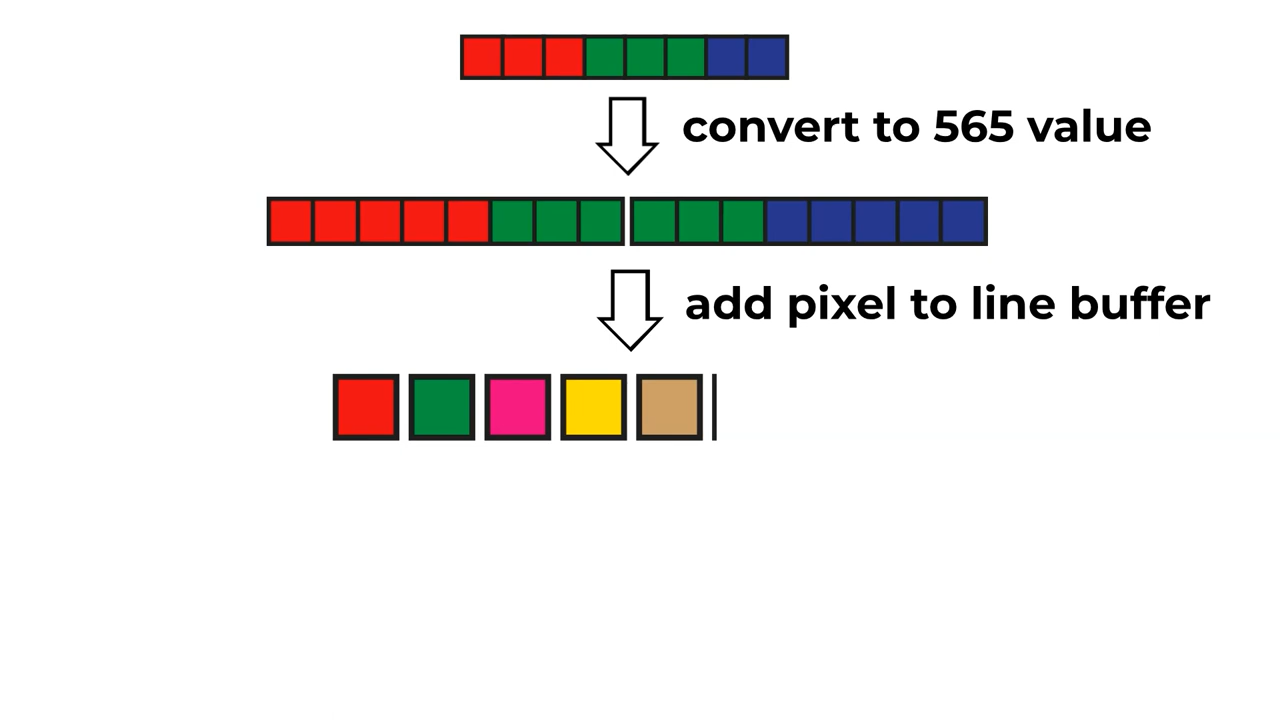 convert to 565 value
add pixel to line buffer